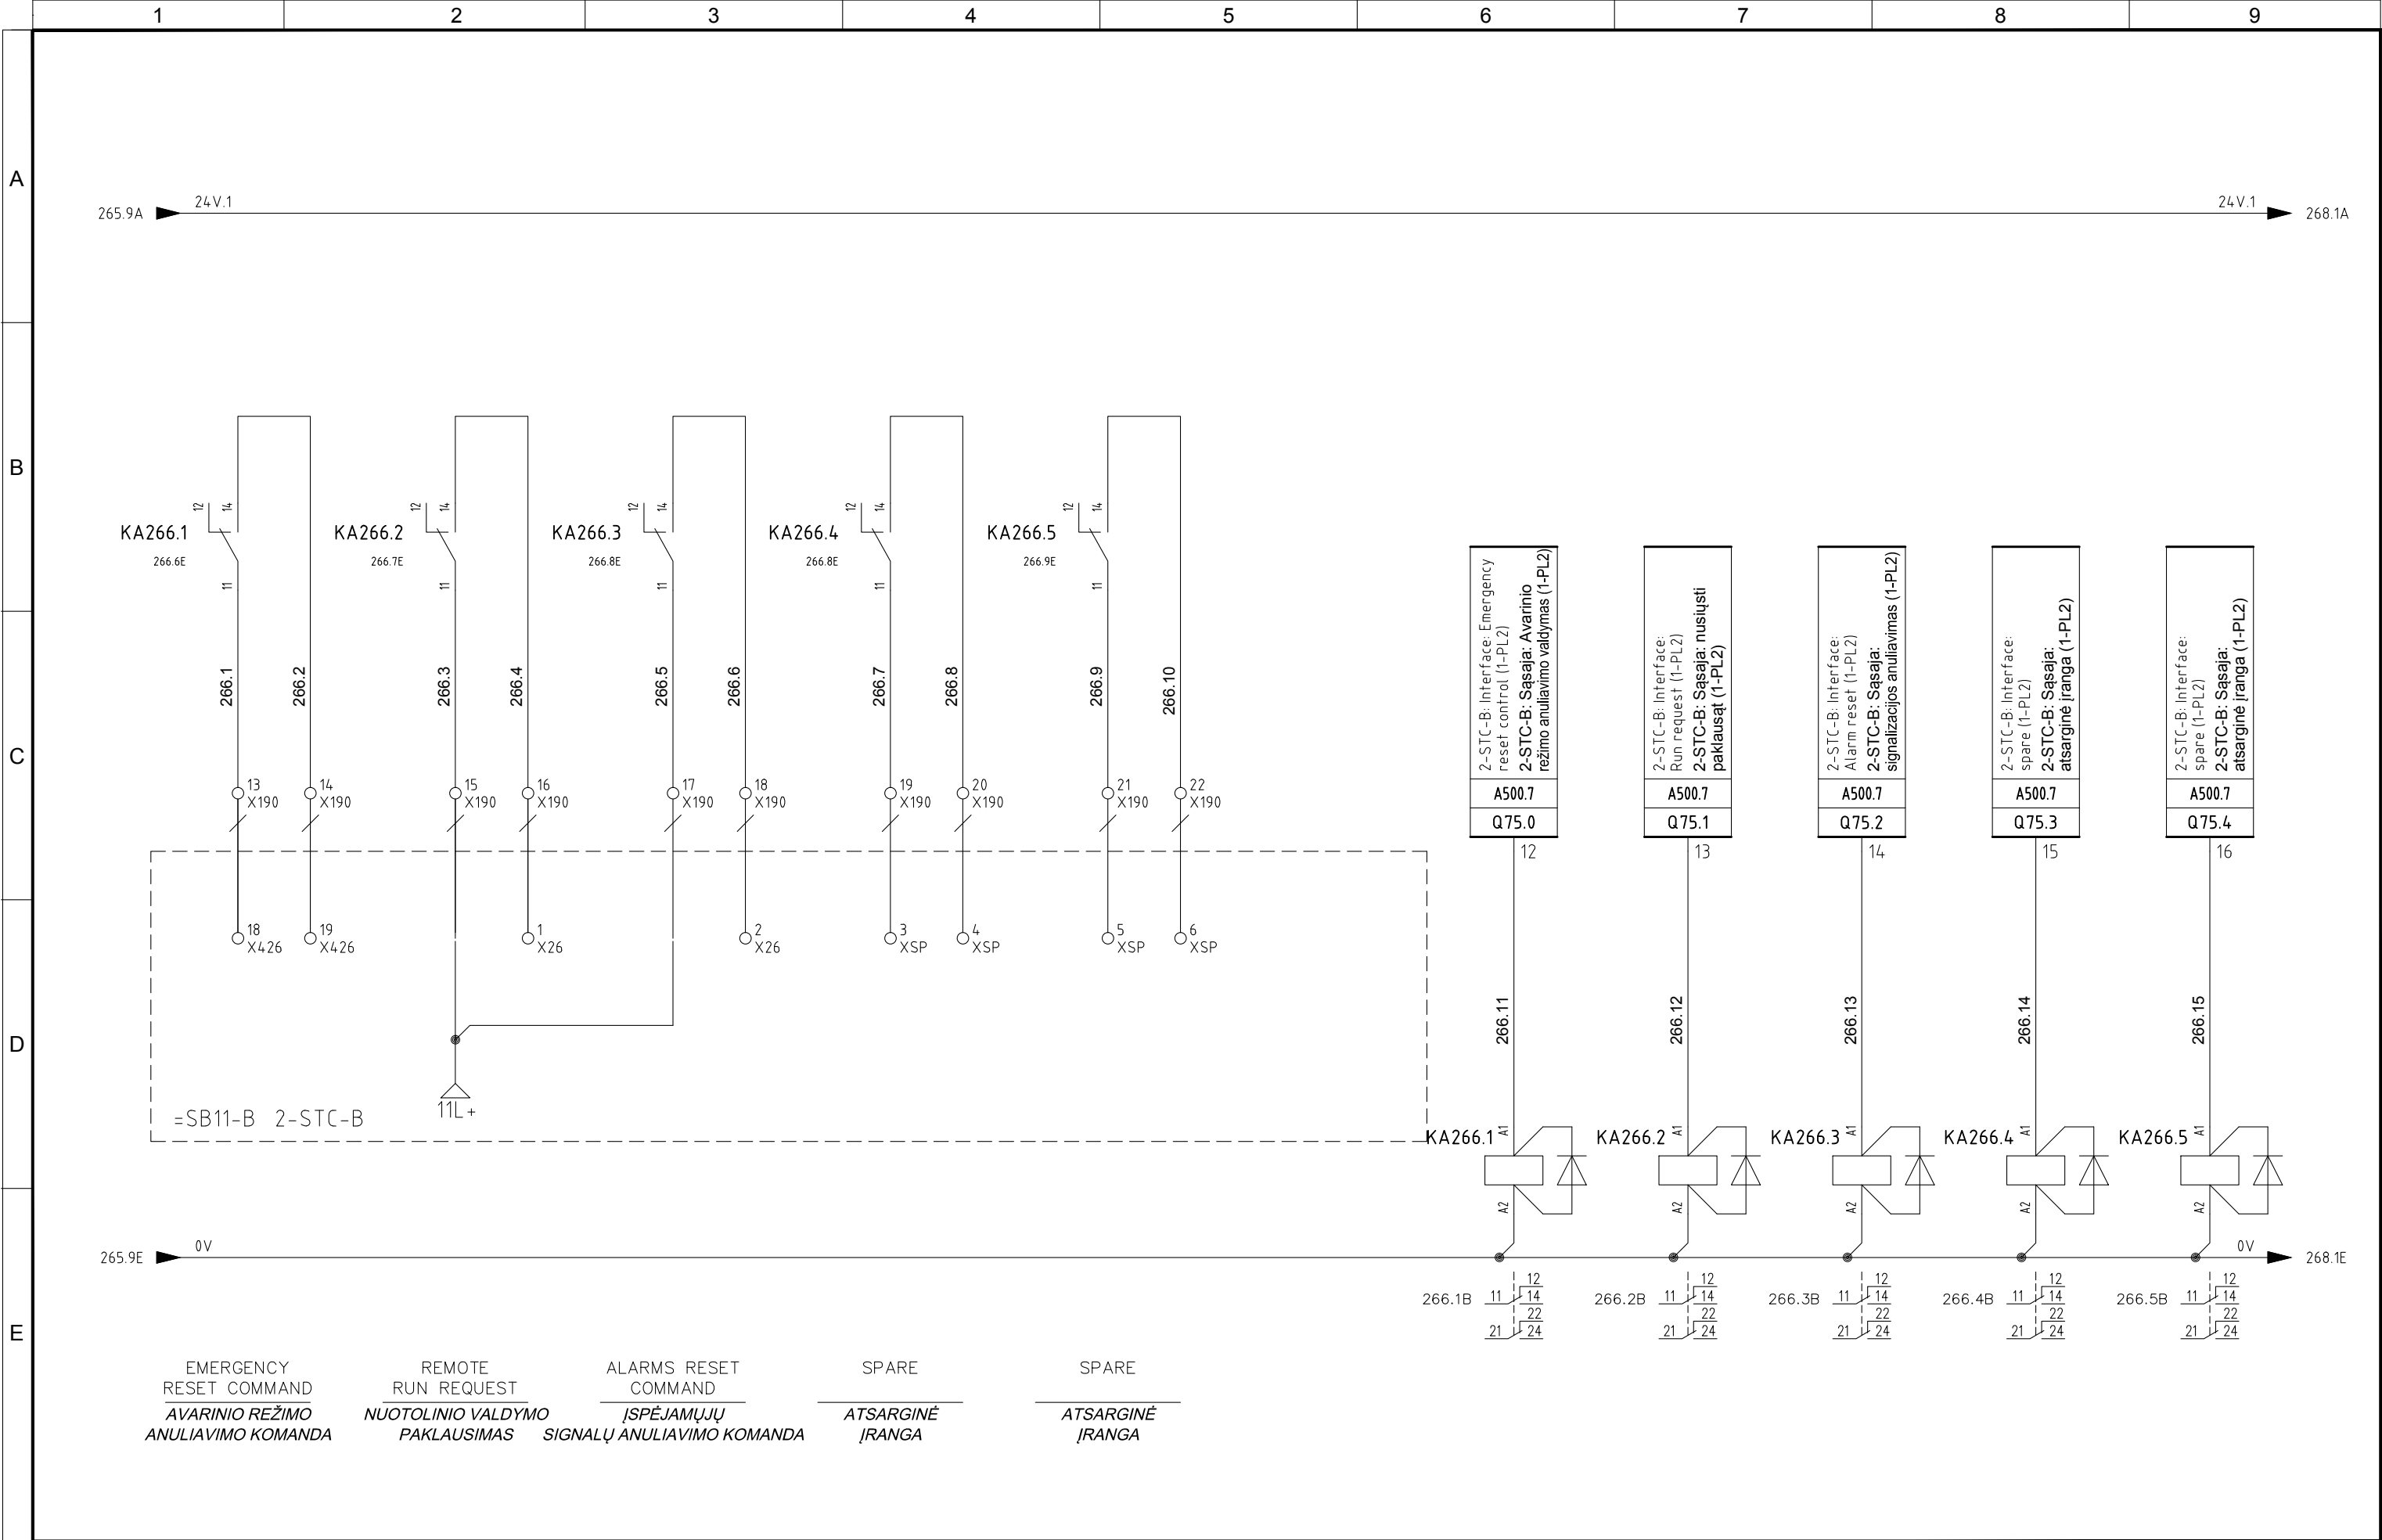 1 2 3 4 5 6 7 8 9
A
265.9A 24V.1 24V.1 268.1A
B
12 14 12 14 12 14 12 14 12 14
KA266.1 KA266.2 KA266.3 KA266.4 KA266.5
266.6E 266.7E 266.8E 266.8E 266.9E
11 11 11 11 11
C
266.1 266.2 266.3 266.4 266.5 266.6 266.7 266.8 266.9 266.10
13 14 15 16 17 18 19 20 21 22
X190 X190 X190 X190 X190 X190 X190 X190 X190 X190
2-STC-B: Interface: Emergency
reset control (1-PL2)
2-STC-B: Sąsaja: Avarinio
režimo anuliavimo valdymas (1-PL2)
A500.7
Q75.0
12
2-STC-B: Interface:
Run request (1-PL2)
2-STC-B: Sąsaja: nusiųsti
paklausąt (1-PL2)
A500.7
Q75.1
13
2-STC-B: Interface:
Alarm reset (1-PL2)
2-STC-B: Sąsaja:
signalizacijos anuliavimas (1-PL2)
A500.7
Q75.2
14
2-STC-B: Interface:
spare (1-PL2)
2-STC-B: Sąsaja:
atsarginė įranga (1-PL2)
A500.7
Q75.3
15
2-STC-B: Interface:
spare (1-PL2)
2-STC-B: Sąsaja:
atsarginė įranga (1-PL2)
A500.7
Q75.4
16
18 19 1 2 3 4 5 6
X426 X426 X26 X26 XSP XSP XSP XSP
D
266.11 266.12 266.13 266.14 266.15
=SB11-B 2-STC-B
11L+
KA266.1 A1 KA266.2 A1 KA266.3 A1 KA266.4 A1 KA266.5 A1
A2 A2 A2 A2 A2
265.9E 0V 0V 268.1E
12 12 12 12 12
266.1B 11 14 266.2B 11 14 266.3B 11 14 266.4B 11 14 266.5B 11 14
22 22 22 22 22
21 24 21 24 21 24 21 24 21 24
E
EMERGENCY
RESET COMMAND
AVARINIO REŽIMO
ANULIAVIMO KOMANDA
REMOTE
RUN REQUEST
NUOTOLINIO VALDYMO
PAKLAUSIMAS
ALARMS RESET
COMMAND
ĮSPĖJAMŲJŲ
SIGNALŲ ANULIAVIMO KOMANDA
SPARE
ATSARGINĖ
ĮRANGA
SPARE
ATSARGINĖ
ĮRANGA